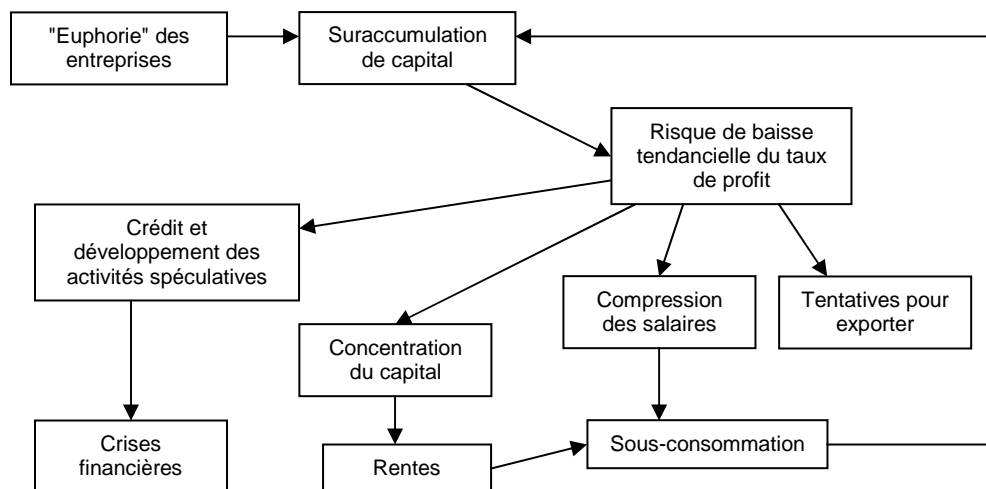 "Euphorie" des
entreprises
Suraccumulation
de capital
Risque de baisse
tendancielle du taux
de profit
Crédit et
développement des
activités spéculatives
Concentration
du capital
Compression
des salaires
Tentatives pour
exporter
Crises
financières
Rentes
Sous-consommation